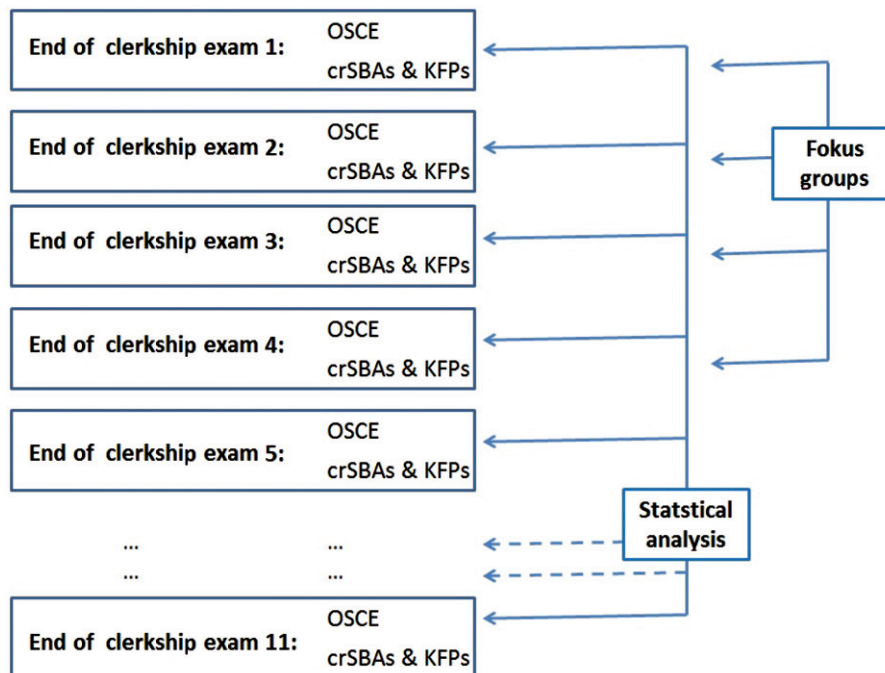 End of clerkship exam 1:
OSCE
crSBAs & KFPs
End of clerkship exam 2:
OSCE
crSBAs & KFPs
Fokus
groups
End of clerkship exam 3:
OSCE
crSBAs & KFPs
End of clerkship exam 4:
OSCE
crSBAs & KFPs
End of clerkship exam 5:
OSCE
crSBAs & KFPs
Statstical
analysis
... ...
... ...
End of clerkship exam 11:
OSCE
crSBAs & KFPs